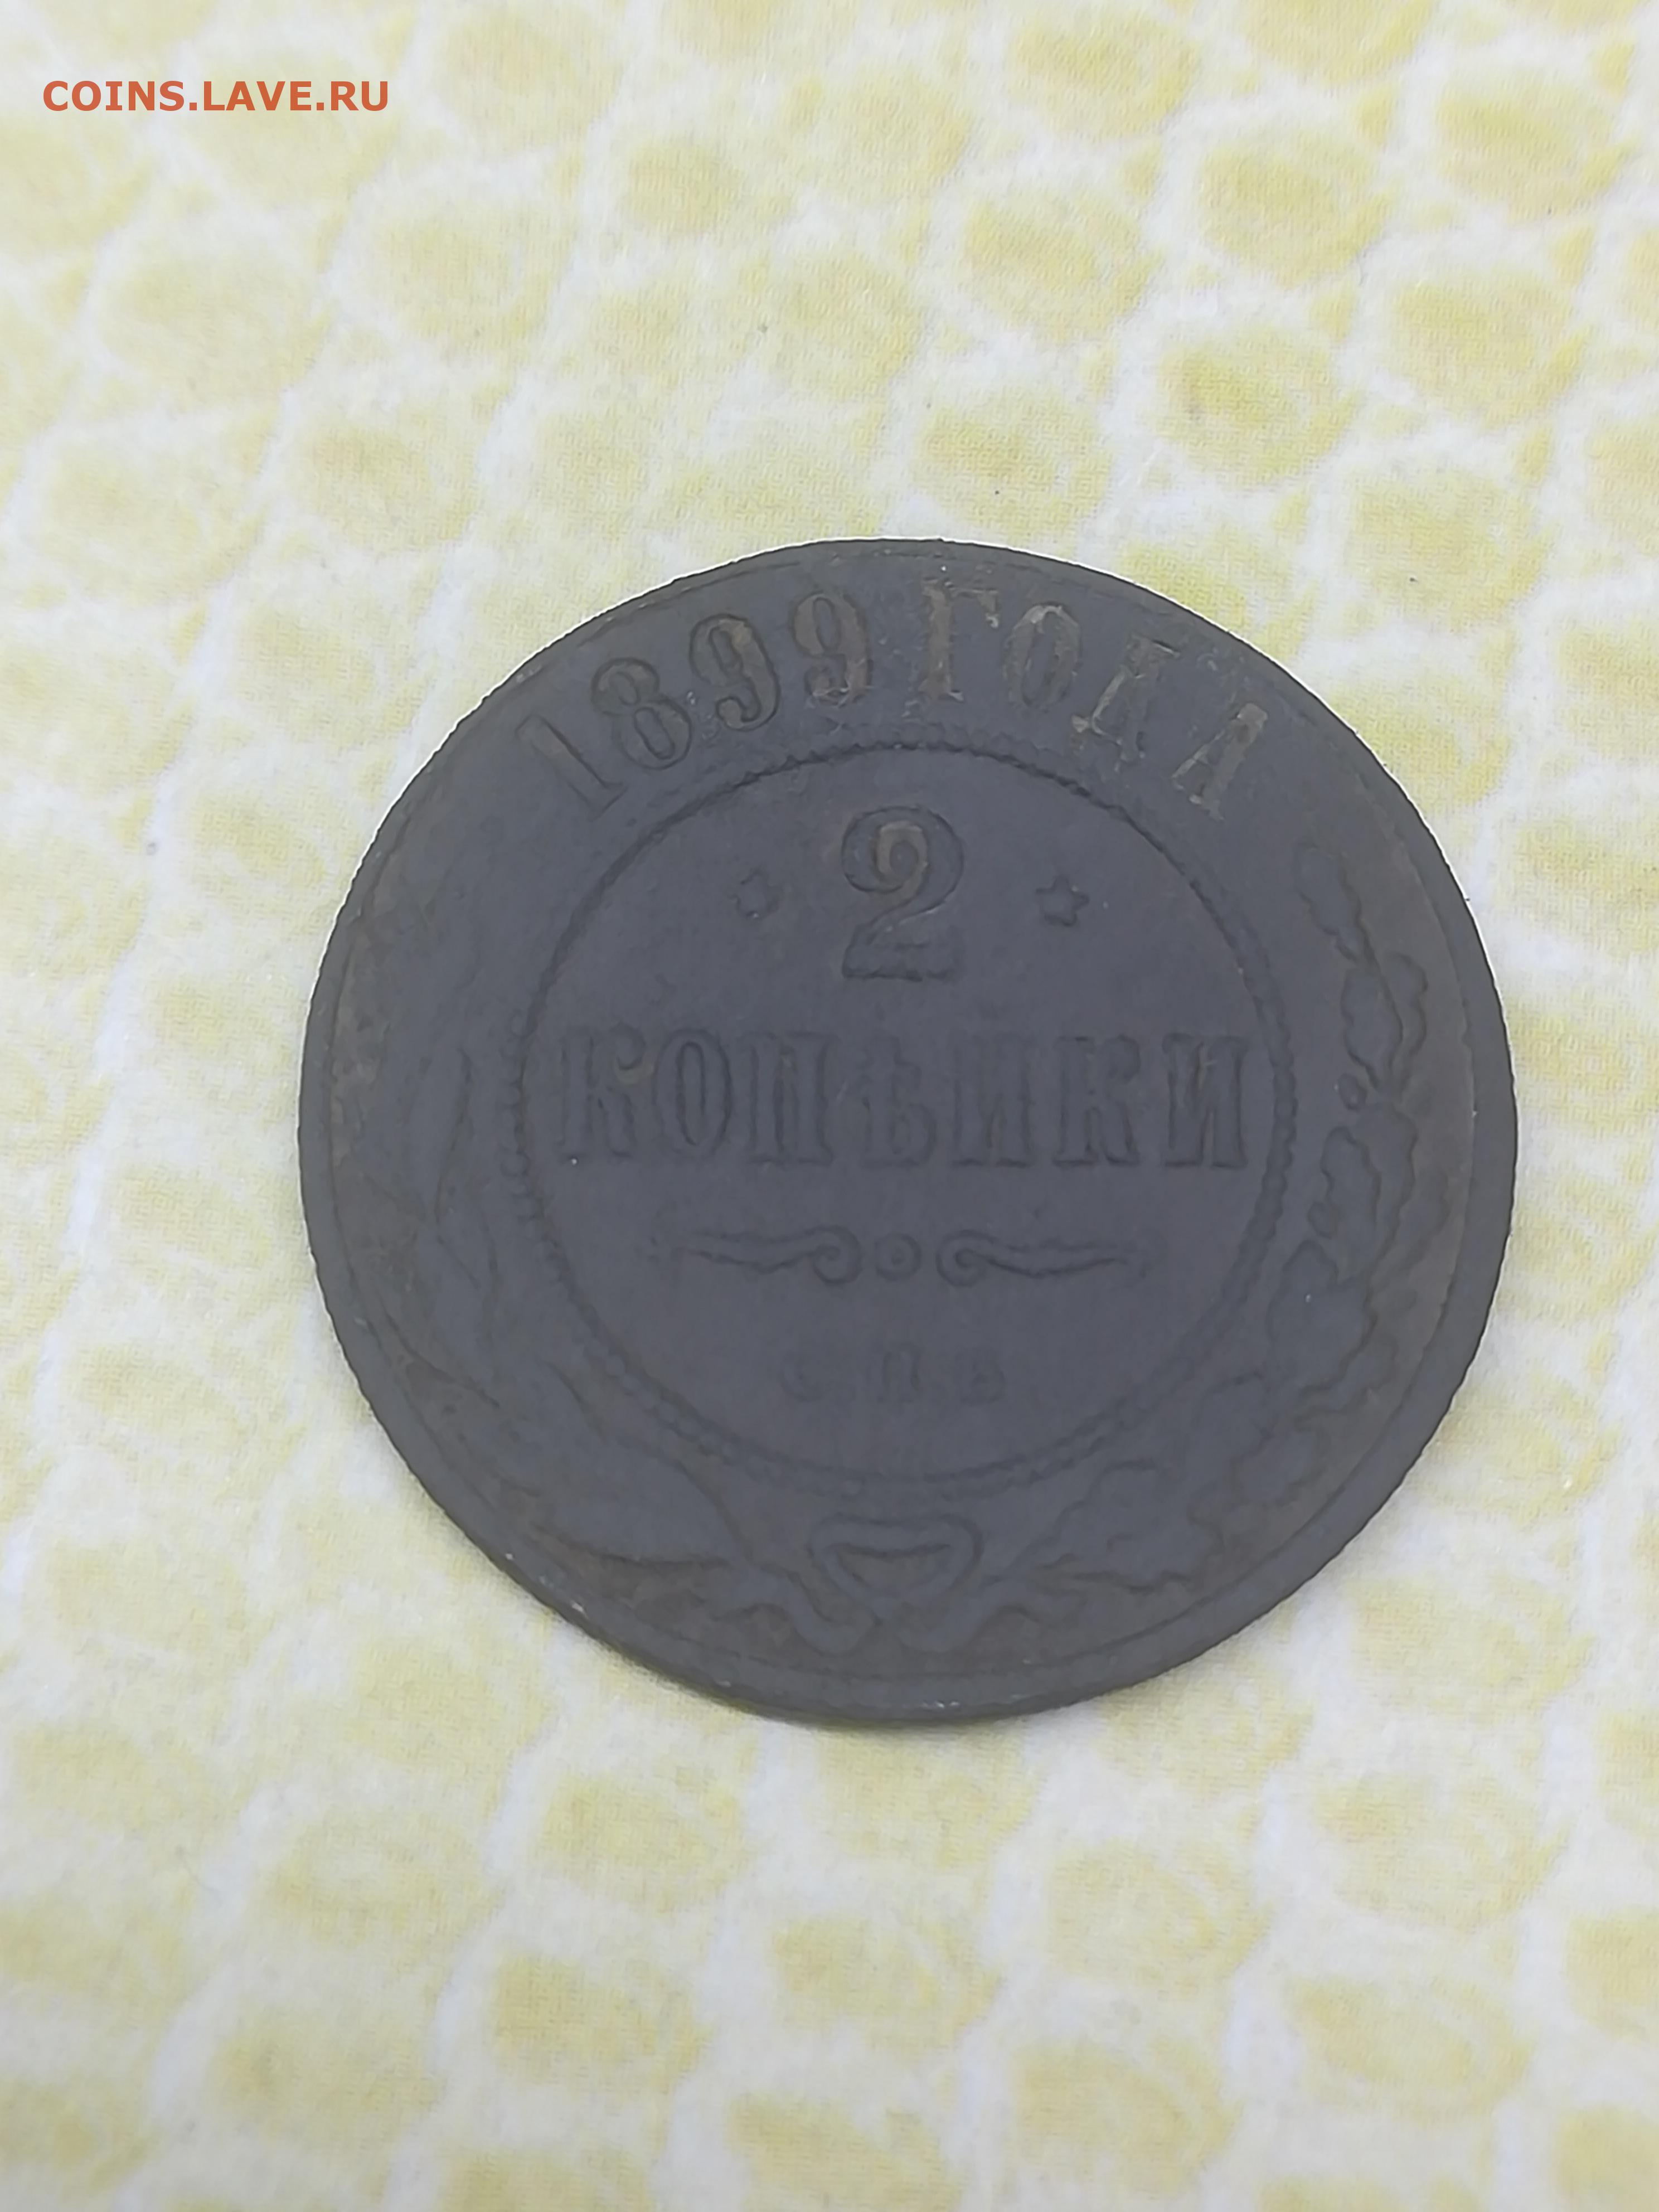 COINS.LAVE.RU
1899 ГОДА
2
КОПѢЙКИ
С.П.Б.